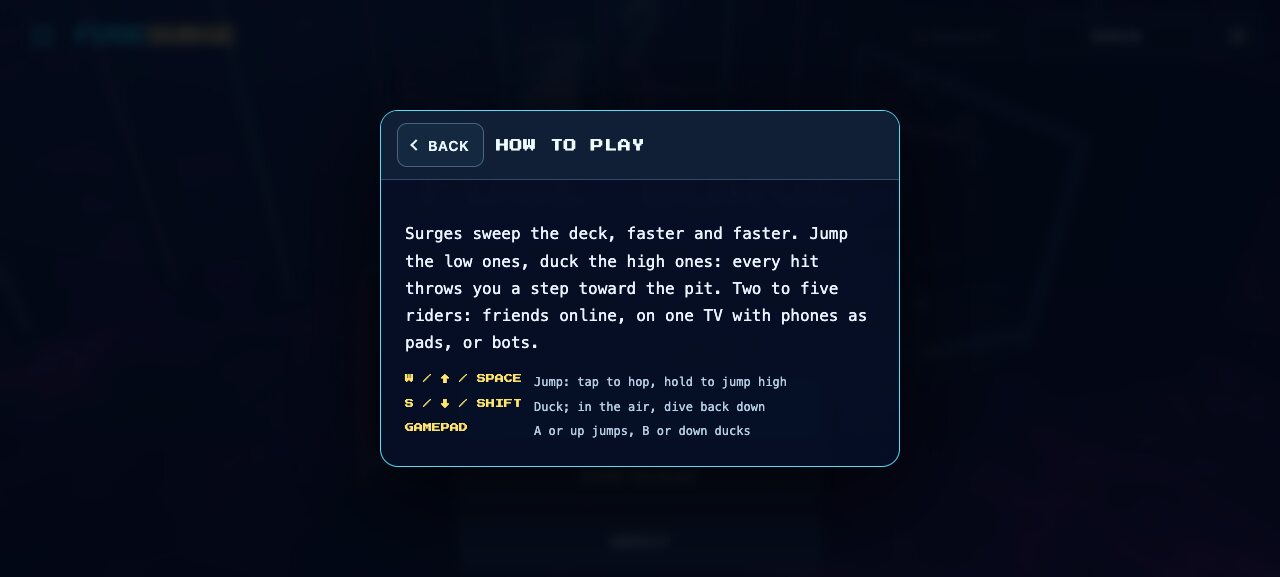 BACK
HOW TO PLAY
Surges sweep the deck, faster and faster. Jump
the low ones, duck the high ones: every hit
throws you a step toward the pit. Two to five
riders: friends online, on one TV with phones as
pads, or bots.
W / ↑ / SPACE Jump: tap to hop, hold to jump high
S / ↓ / SHIFT Duck; in the air, dive back down
GAMEPAD A or up jumps, B or down ducks